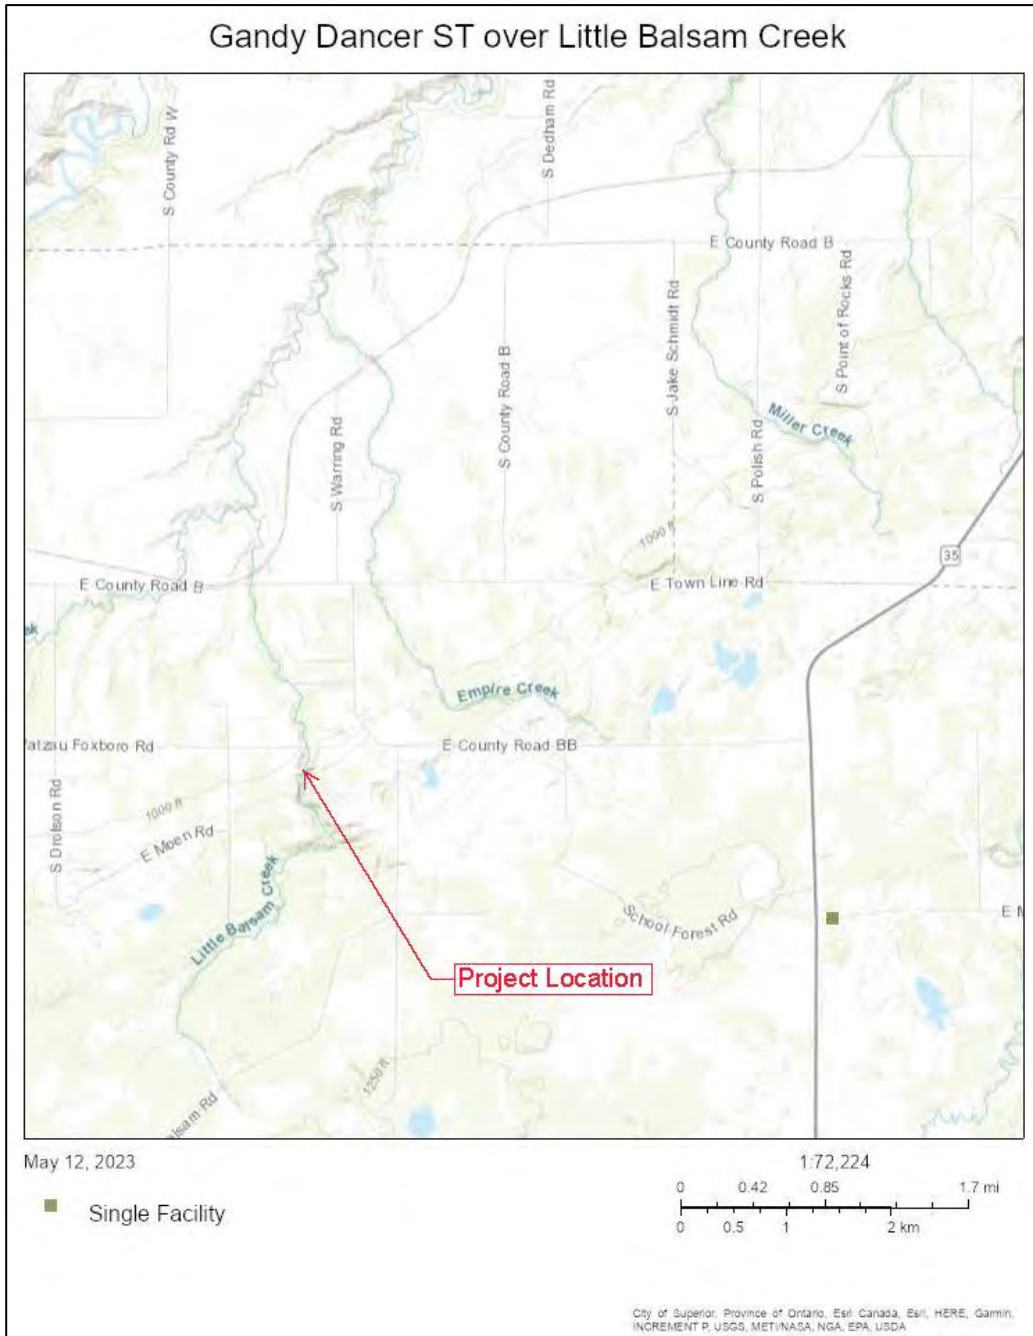 Gandy Dancer ST over Little Balsam Creek
S County Rd W
S Dedham Rd
E County Road B
S Point of Rocks Rd
S Jake Schmidt Rd
S County Road B
S Warring Rd
Miller Creek
S Polish Rd
1000 ft
35
E County Road B
E Town Line Rd
Empire Creek
Patzau Foxboro Rd
E County Road BB
1000 ft
S Drolson Rd
E Moen Rd
Little Balsam Creek
School Forest Rd
Project Location
1250 ft
alsam Rd
May 12, 2023
1:72,224
0 0.42 0.85 1.7 mi
0 0.5 1 2 km
Single Facility
City of Superior, Province of Ontario, Esri Canada, Esri, HERE, Garmin,
INCREMENT P, USGS, METI/NASA, NGA, EPA, USDA